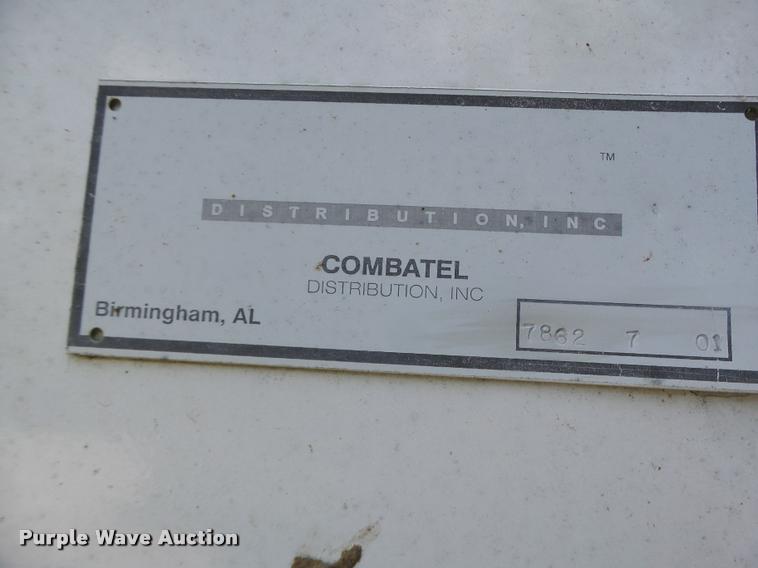 TM
DISTRIBUTION, INC
COMBATEL
DISTRIBUTION, INC
Birmingham, AL
7862 7 01
Purple Wave Auction